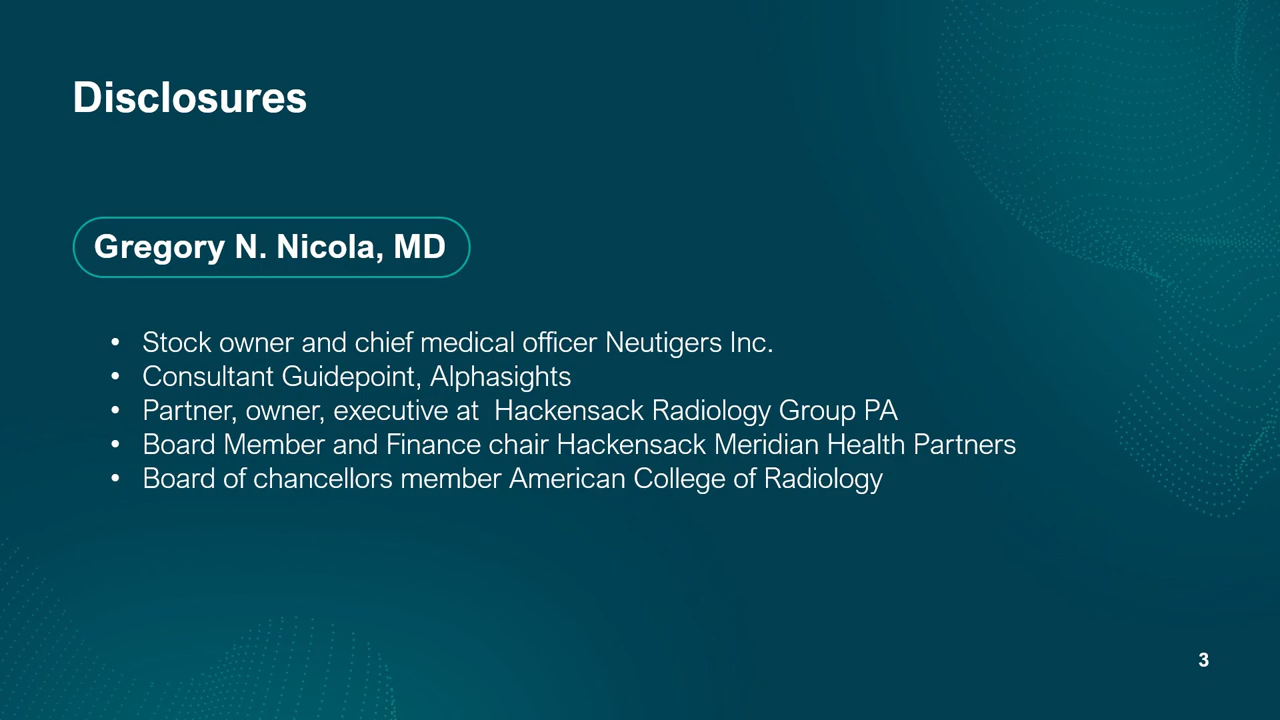 Disclosures
Gregory N. Nicola, MD
• Stock owner and chief medical officer Neutigers Inc.
• Consultant Guidepoint, Alphasights
• Partner, owner, executive at  Hackensack Radiology Group PA
• Board Member and Finance chair Hackensack Meridian Health Partners
• Board of chancellors member American College of Radiology
3